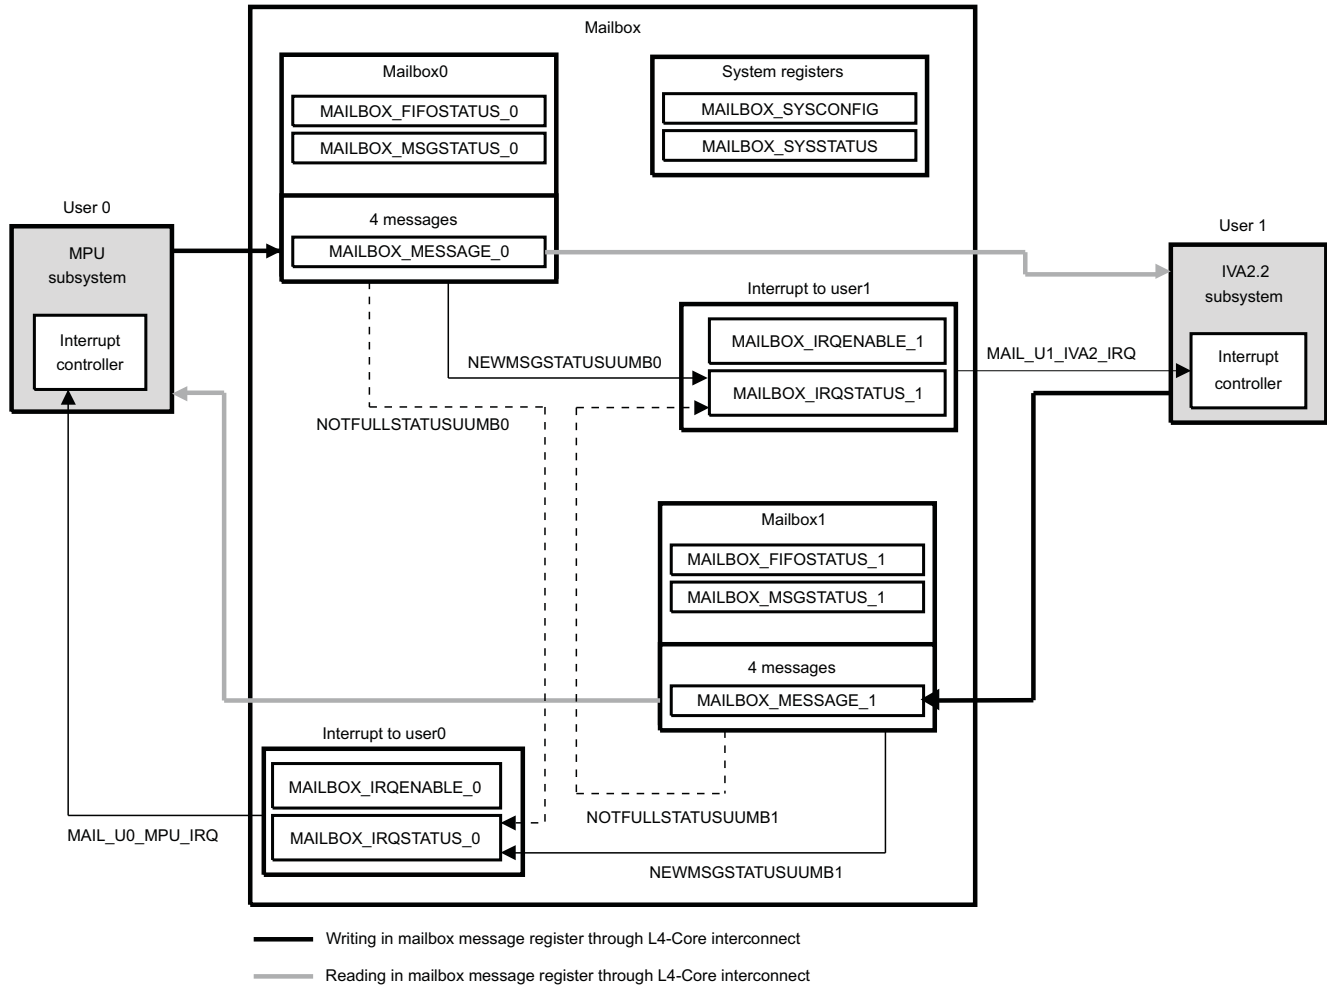 Mailbox
Mailbox0
MAILBOX_FIFOSTATUS_0
MAILBOX_MSGSTATUS_0
4 messages
MAILBOX_MESSAGE_0
System registers
MAILBOX_SYSCONFIG
MAILBOX_SYSSTATUS
User 0
MPU
subsystem
Interrupt
controller
User 1
IVA2.2
subsystem
Interrupt
controller
Interrupt to user1
MAILBOX_IRQENABLE_1
MAILBOX_IRQSTATUS_1
MAIL_U1_IVA2_IRQ
NEWMSGSTATUSUUMB0
NOTFULLSTATUSUUMB0
Mailbox1
MAILBOX_FIFOSTATUS_1
MAILBOX_MSGSTATUS_1
4 messages
MAILBOX_MESSAGE_1
Interrupt to user0
MAILBOX_IRQENABLE_0
MAILBOX_IRQSTATUS_0
MAIL_U0_MPU_IRQ
NOTFULLSTATUSUUMB1
NEWMSGSTATUSUUMB1
Writing in mailbox message register through L4-Core interconnect
Reading in mailbox message register through L4-Core interconnect